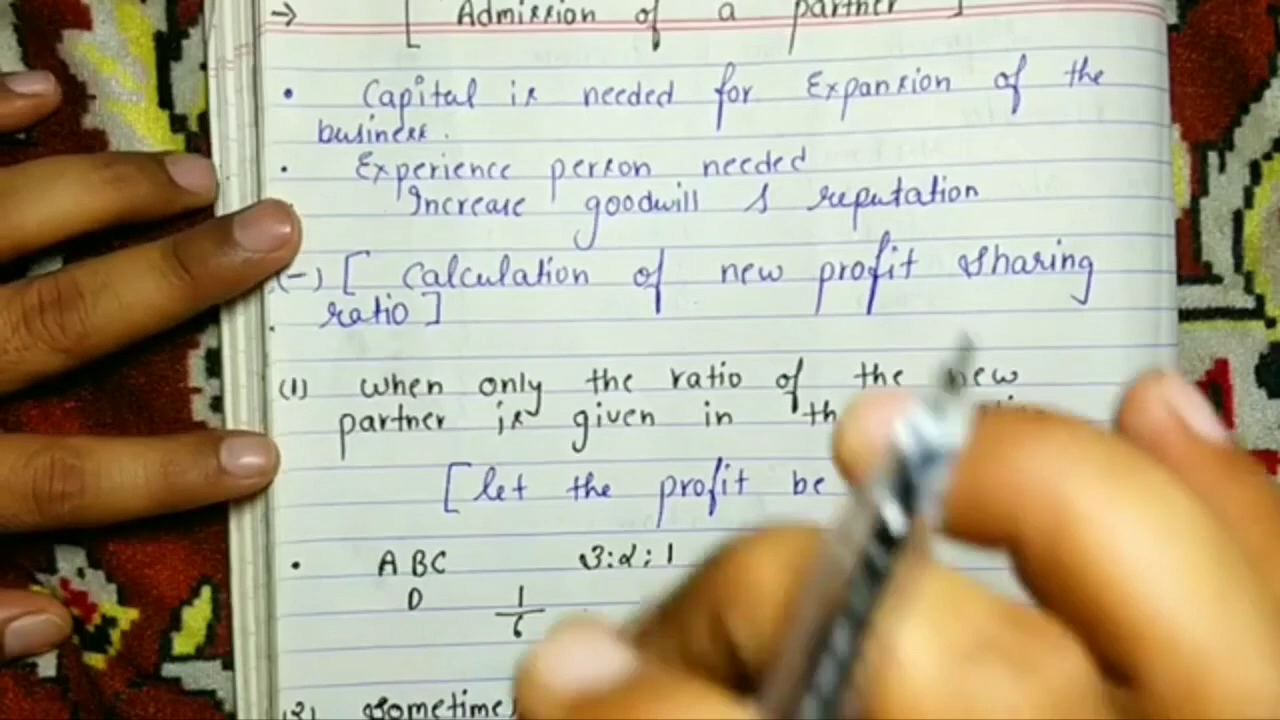 → [ Admission of a partner ]
• Capital is needed for Expansion of the
business.
• Experience person needed
Increase goodwill & reputation
(-) [ Calculation of new profit sharing
ratio ]
(1) when only the ratio of the new
partner is given in
[ let the profit be
• A B C 3:2:1
D 1/6
(2) Sometime